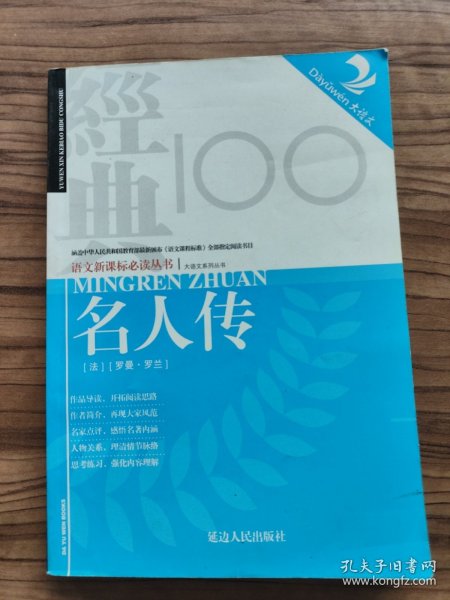 YUWEN XIN KEBIAO BIDU CONGSHU
經典 100
Dàyǔwén 大语文
涵盖中华人民共和国教育部最新颁布《语文课程标准》全部指定阅读书目
语文新课标必读丛书 | 大语文系列丛书
MINGREN ZHUAN
名人传
[法] [罗曼·罗兰]
作品导读、开拓阅读思路
作者简介、再现大家风范
名家点评、感悟名著内涵
人物关系、理清情节脉络
思考练习、强化内容理解
DA YU WEN BOOKS
延边人民出版社
孔夫子旧书网
www.kongfz.com